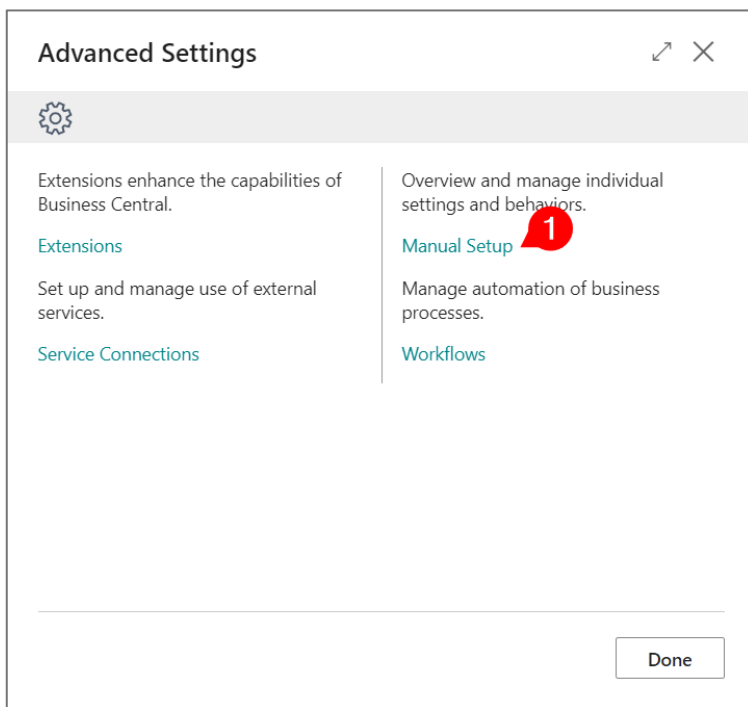 Advanced Settings
Extensions enhance the capabilities of
Business Central.
Extensions
Set up and manage use of external
services.
Service Connections
Overview and manage individual
settings and behaviors.
1
Manual Setup
Manage automation of business
processes.
Workflows
Done